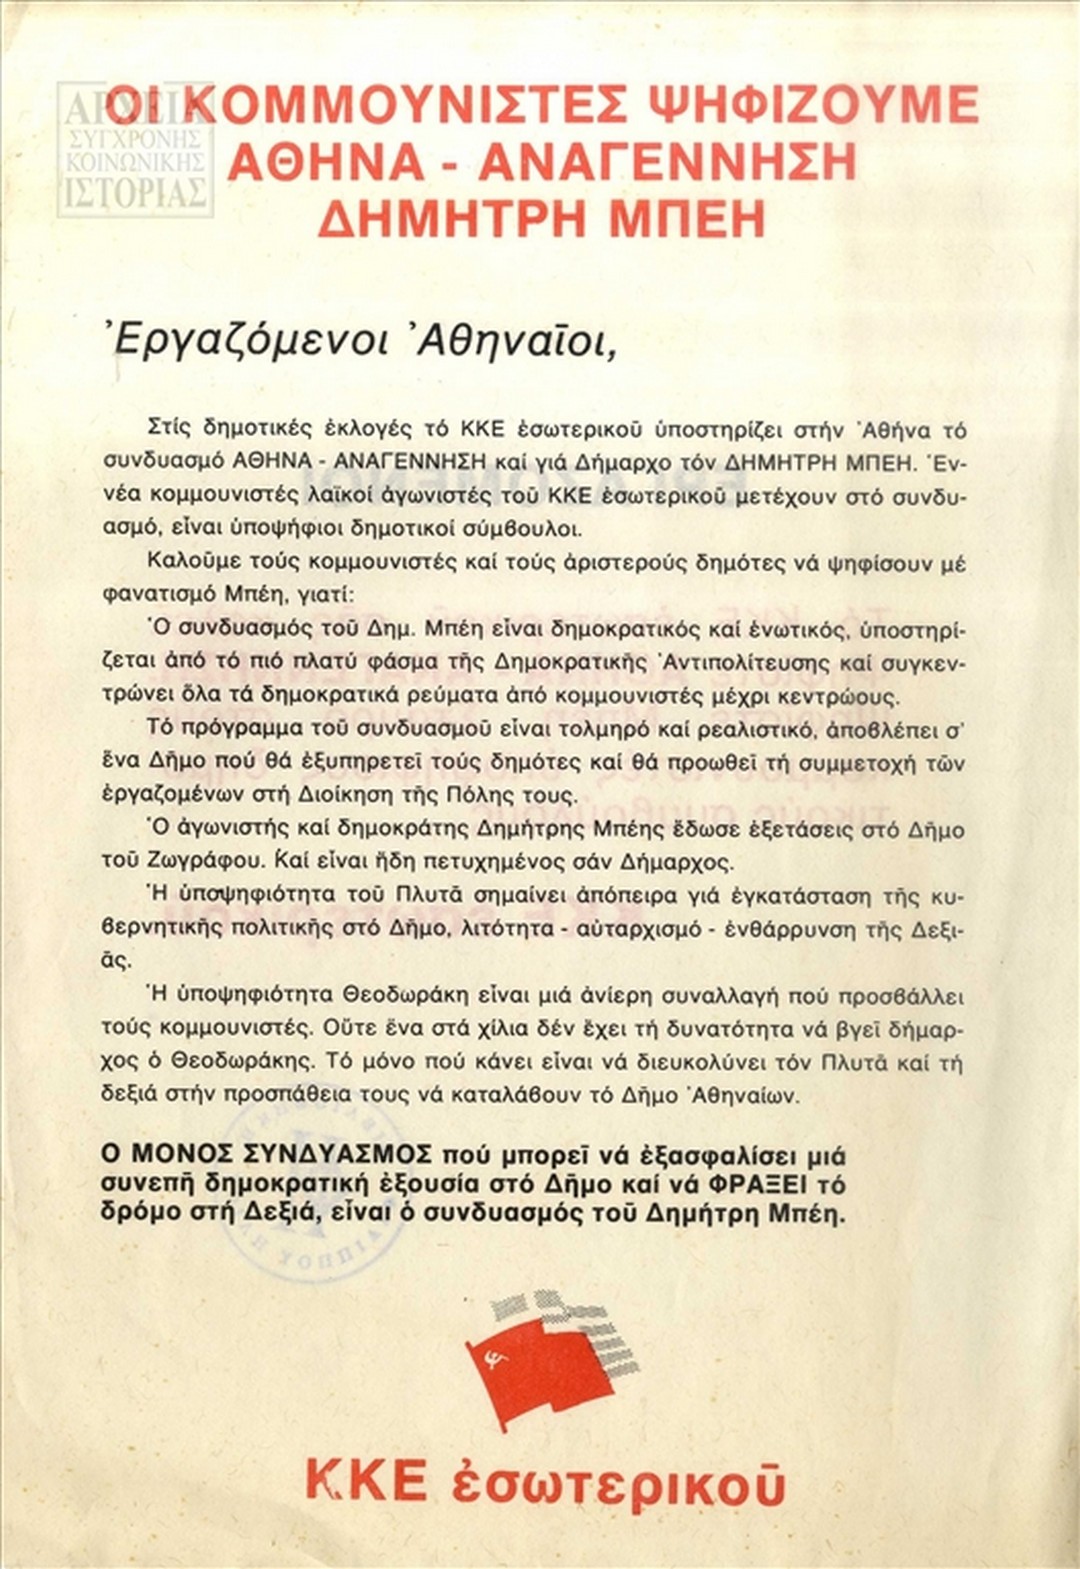 ΑΡΧΕΙΑ
ΣΥΓΧΡΟΝΗΣ
ΚΟΙΝΩΝΙΚΗΣ
ΙΣΤΟΡΙΑΣ
ΟΙ ΚΟΜΜΟΥΝΙΣΤΕΣ ΨΗΦΙΖΟΥΜΕ
ΑΘΗΝΑ - ΑΝΑΓΕΝΝΗΣΗ
ΔΗΜΗΤΡΗ ΜΠΕΗ
Ἐργαζόμενοι Ἀθηναῖοι,
Στίς δημοτικές ἐκλογές τό ΚΚΕ ἐσωτερικοῦ ὑποστηρίζει στήν Ἀθήνα τό
συνδυασμό ΑΘΗΝΑ - ΑΝΑΓΕΝΝΗΣΗ καί γιά Δήμαρχο τόν ΔΗΜΗΤΡΗ ΜΠΕΗ. Ἐν-
νέα κομμουνιστές λαϊκοί ἀγωνιστές τοῦ ΚΚΕ ἐσωτερικοῦ μετέχουν στό συνδυ-
ασμό, εἶναι ὑποψήφιοι δημοτικοί σύμβουλοι.
Καλοῦμε τούς κομμουνιστές καί τούς ἀριστερούς δημότες νά ψηφίσουν μέ
φανατισμό Μπέη, γιατί:
Ὁ συνδυασμός τοῦ Δημ. Μπέη εἶναι δημοκρατικός καί ἑνωτικός, ὑποστηρί-
ζεται ἀπό τό πιό πλατύ φάσμα τῆς Δημοκρατικῆς Ἀντιπολίτευσης καί συγκεν-
τρώνει ὅλα τά δημοκρατικά ρεύματα ἀπό κομμουνιστές μέχρι κεντρώους.
Τό πρόγραμμα τοῦ συνδυασμοῦ εἶναι τολμηρό καί ρεαλιστικό, ἀποβλέπει σ'
ἕνα Δῆμο πού θά ἐξυπηρετεῖ τούς δημότες καί θά προωθεῖ τή συμμετοχή τῶν
ἐργαζομένων στή Διοίκηση τῆς Πόλης τους.
Ὁ ἀγωνιστής καί δημοκράτης Δημήτρης Μπέης ἔδωσε ἐξετάσεις στό Δῆμο
τοῦ Ζωγράφου. Καί εἶναι ἤδη πετυχημένος σάν Δήμαρχος.
Ἡ ὑποψηφιότητα τοῦ Πλυτᾶ σημαίνει ἀπόπειρα γιά ἐγκατάσταση τῆς κυ-
βερνητικῆς πολιτικῆς στό Δῆμο, λιτότητα - αὐταρχισμό - ἐνθάρρυνση τῆς Δεξι-
ᾶς.
Ἡ ὑποψηφιότητα Θεοδωράκη εἶναι μιά ἀνίερη συναλλαγή πού προσβάλλει
τούς κομμουνιστές. Οὔτε ἕνα στά χίλια δέν ἔχει τή δυνατότητα νά βγεῖ δήμαρ-
χος ὁ Θεοδωράκης. Τό μόνο πού κάνει εἶναι νά διευκολύνει τόν Πλυτᾶ καί τή
δεξιά στήν προσπάθεια τους νά καταλάβουν τό Δῆμο Ἀθηναίων.
Ο ΜΟΝΟΣ ΣΥΝΔΥΑΣΜΟΣ πού μπορεῖ νά ἐξασφαλίσει μιά
συνεπῆ δημοκρατική ἐξουσία στό Δῆμο καί νά ΦΡΑΞΕΙ τό
δρόμο στή Δεξιά, εἶναι ὁ συνδυασμός τοῦ Δημήτρη Μπέη.
ΚΚΕ ἐσωτερικοῦ